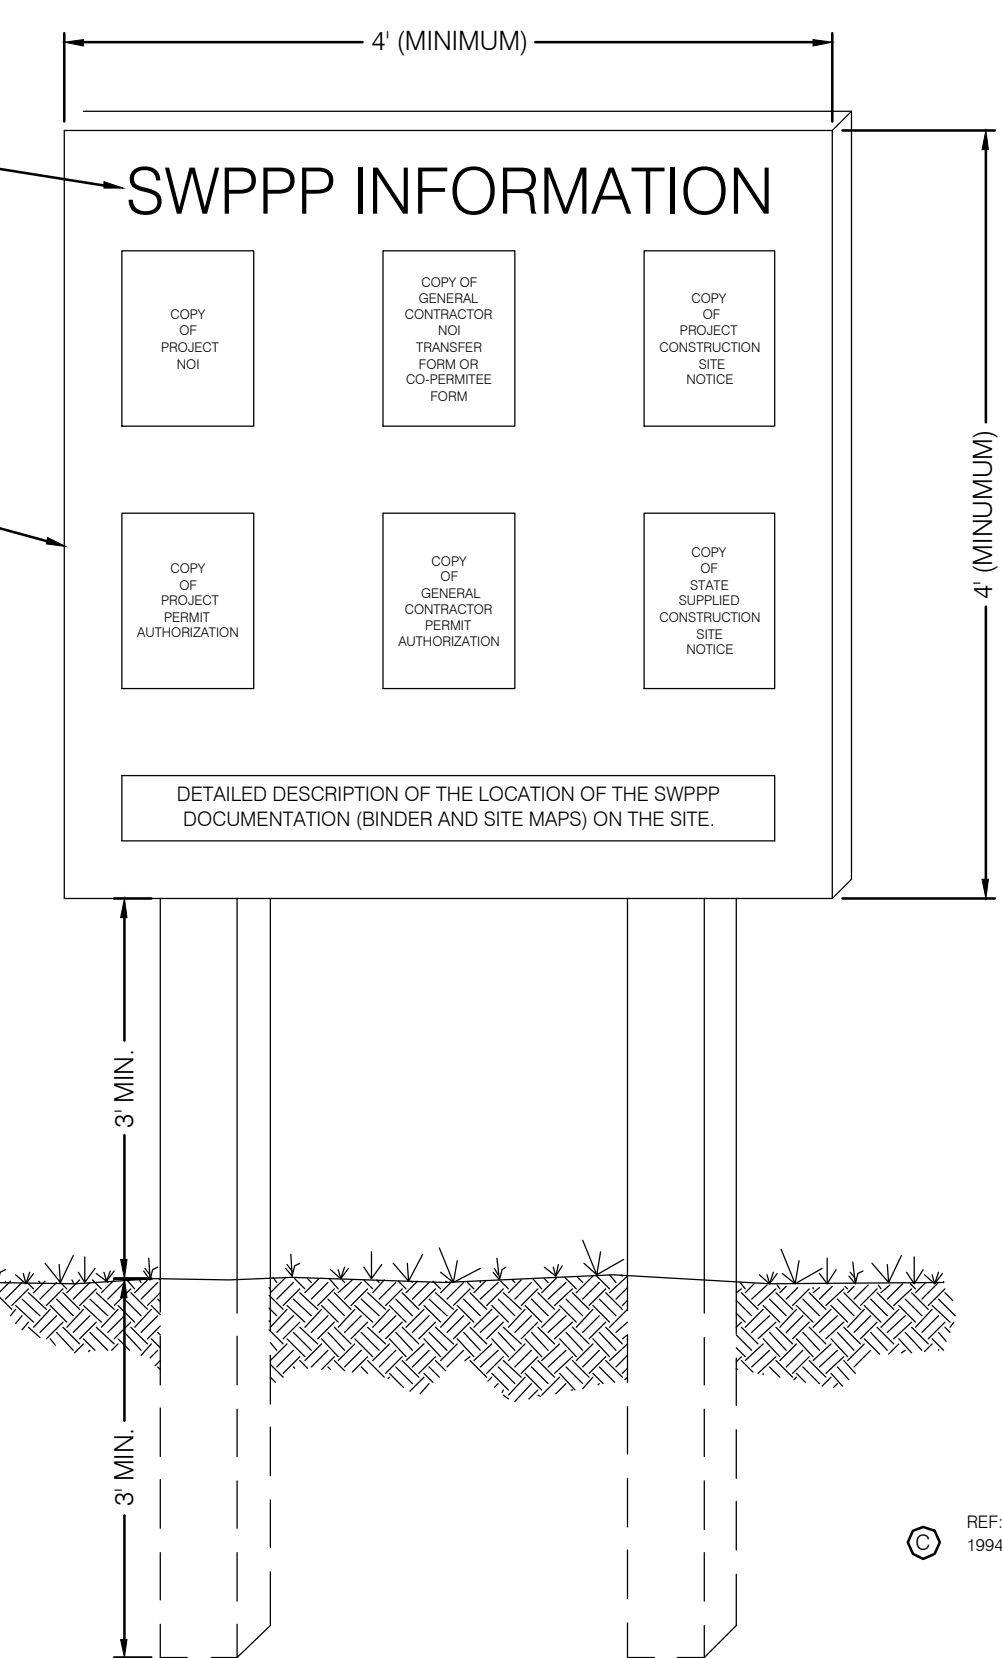 4' (MINIMUM)
SWPPP INFORMATION
COPY
OF
PROJECT
NOI
COPY OF
GENERAL
CONTRACTOR
NOI
TRANSFER
FORM OR
CO-PERMITEE
FORM
COPY
OF
PROJECT
CONSTRUCTION
SITE
NOTICE
4' (MINUMUM)
COPY
OF
PROJECT
PERMIT
AUTHORIZATION
COPY
OF
GENERAL
CONTRACTOR
PERMIT
AUTHORIZATION
COPY
OF
STATE
SUPPLIED
CONSTRUCTION
SITE
NOTICE
DETAILED DESCRIPTION OF THE LOCATION OF THE SWPPP
DOCUMENTATION (BINDER AND SITE MAPS) ON THE SITE.
3' MIN.
3' MIN.
C
REF:
1994